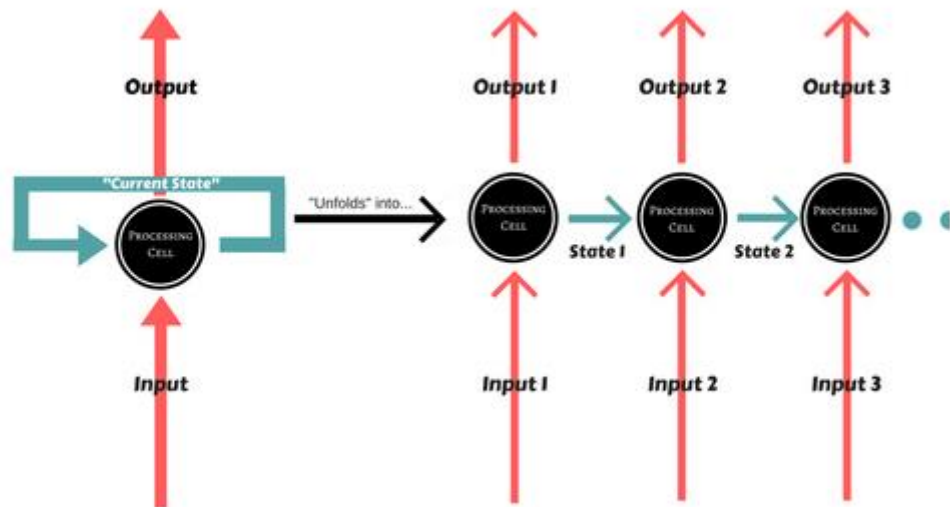 Output
"Current State"
Processing
Cell
Input
"Unfolds" into...
Output 1
Output 2
Output 3
Processing
Cell
State 1
Processing
Cell
State 2
Processing
Cell
Input 1
Input 2
Input 3